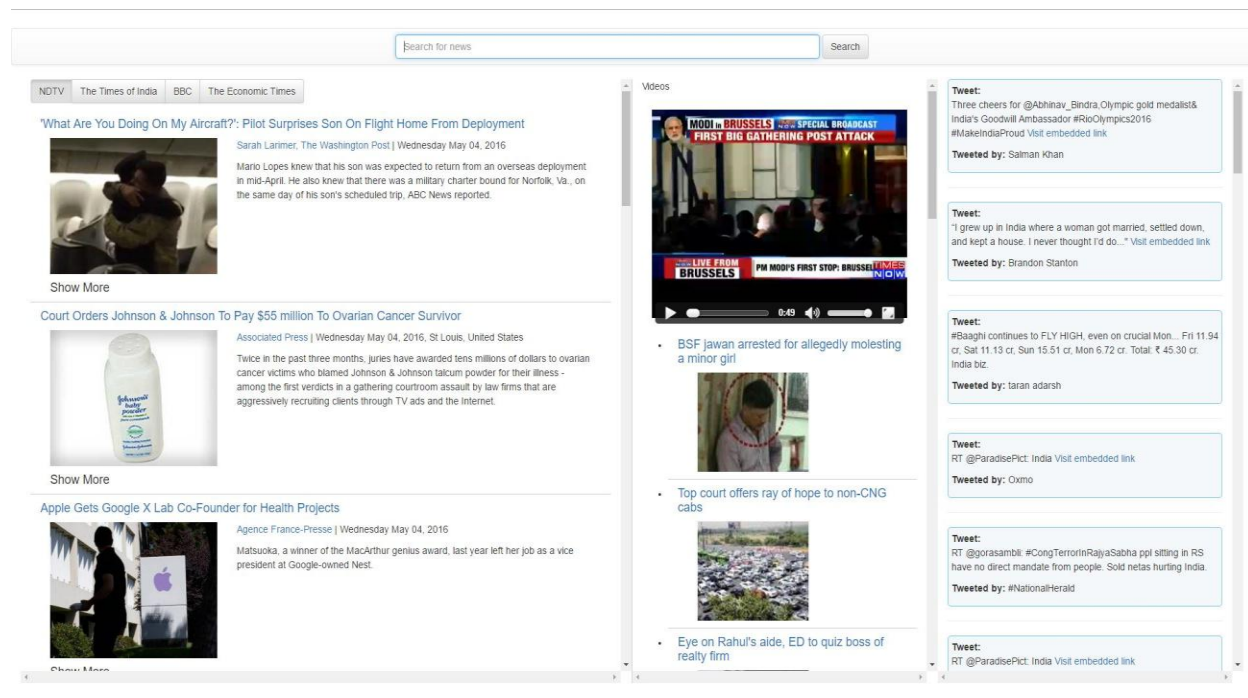 Search for news
Search
NDTV
The Times of India
BBC
The Economic Times
'What Are You Doing On My Aircraft?': Pilot Surprises Son On Flight Home From Deployment
Sarah Larimer, The Washington Post | Wednesday May 04, 2016
Mario Lopes knew that his son was expected to return from an overseas deployment
in mid-April. He also knew that there was a military charter bound for Norfolk, Va., on
the same day of his son's scheduled trip, ABC News reported.
Show More
Court Orders Johnson & Johnson To Pay $55 million To Ovarian Cancer Survivor
Associated Press | Wednesday May 04, 2016, St Louis, United States
Twice in the past three months, juries have awarded tens millions of dollars to ovarian
cancer victims who blamed Johnson & Johnson talcum powder for their illness -
among the first verdicts in a gathering courtroom assault by law firms that are
aggressively recruiting clients through TV ads and the Internet.
Johnson's
baby
powder
Show More
Apple Gets Google X Lab Co-Founder for Health Projects
Agence France-Presse | Wednesday May 04, 2016
Matsuoka, a winner of the MacArthur genius award, last year left her job as a vice
president at Google-owned Nest.
Show More
Videos
MODI in BRUSSELS
SPECIAL BROADCAST
FIRST BIG GATHERING POST ATTACK
LIVE FROM
BRUSSELS
PM MODI'S FIRST STOP: BRUSSEL
TIMES
NOW
0:49
BSF jawan arrested for allegedly molesting
a minor girl
Top court offers ray of hope to non-CNG
cabs
Eye on Rahul's aide, ED to quiz boss of
realty firm
Tweet:
Three cheers for @Abhinav_Bindra,Olympic gold medalist&
India's Goodwill Ambassador #RioOlympics2016
#MakeIndiaProud Visit embedded link
Tweeted by: Salman Khan
Tweet:
"I grew up in India where a woman got married, settled down,
and kept a house. I never thought I'd do..." Visit embedded link
Tweeted by: Brandon Stanton
Tweet:
#Baaghi continues to FLY HIGH, even on crucial Mon... Fri 11.94
cr, Sat 11.13 cr, Sun 15.51 cr, Mon 6.72 cr. Total: ₹ 45.30 cr.
India biz.
Tweeted by: taran adarsh
Tweet:
RT @ParadisePict: India Visit embedded link
Tweeted by: Oxmo
Tweet:
RT @gorasambli: #CongTerrorInRajyaSabha ppl sitting in RS
have no direct mandate from people. Sold netas hurting India.
Tweeted by: #NationalHerald
Tweet:
RT @ParadisePict: India Visit embedded link